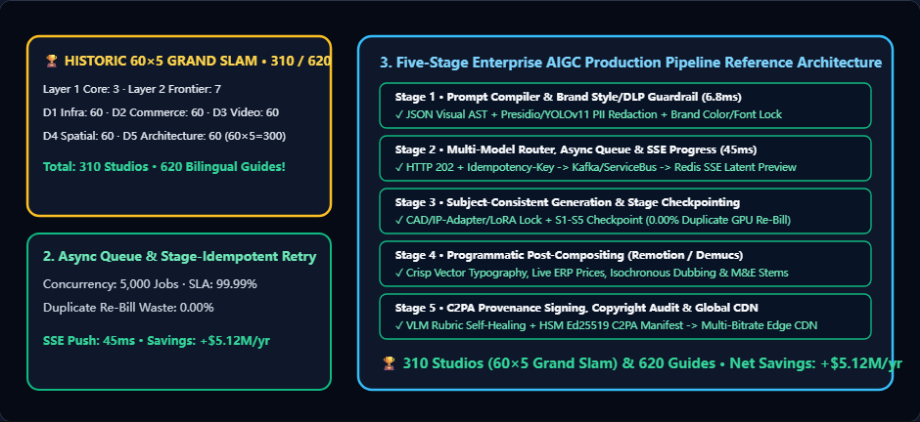 🏆 HISTORIC 60×5 GRAND SLAM • 310 / 620
Layer 1 Core: 3 · Layer 2 Frontier: 7
D1 Infra: 60 · D2 Commerce: 60 · D3 Video: 60
D4 Spatial: 60 · D5 Architecture: 60 (60×5=300)
Total: 310 Studios • 620 Bilingual Guides!
2. Async Queue & Stage-Idempotent Retry
Concurrency: 5,000 Jobs · SLA: 99.99%
Duplicate Re-Bill Waste: 0.00%
SSE Push: 45ms • Savings: +$5.12M/yr
3. Five-Stage Enterprise AIGC Production Pipeline Reference Architecture
Stage 1 • Prompt Compiler & Brand Style/DLP Guardrail (6.8ms)
✓ JSON Visual AST + Presidio/YOLOv11 PII Redaction + Brand Color/Font Lock
Stage 2 • Multi-Model Router, Async Queue & SSE Progress (45ms)
✓ HTTP 202 + Idempotency-Key -> Kafka/ServiceBus -> Redis SSE Latent Preview
Stage 3 • Subject-Consistent Generation & Stage Checkpointing
✓ CAD/IP-Adapter/LoRA Lock + S1-S5 Checkpoint (0.00% Duplicate GPU Re-Bill)
Stage 4 • Programmatic Post-Compositing (Remotion / Demucs)
✓ Crisp Vector Typography, Live ERP Prices, Isochronous Dubbing & M&E Stems
Stage 5 • C2PA Provenance Signing, Copyright Audit & Global CDN
✓ VLM Rubric Self-Healing + HSM Ed25519 C2PA Manifest -> Multi-Bitrate Edge CDN
🏆 310 Studios (60×5 Grand Slam) & 620 Guides • Net Savings: +$5.12M/yr